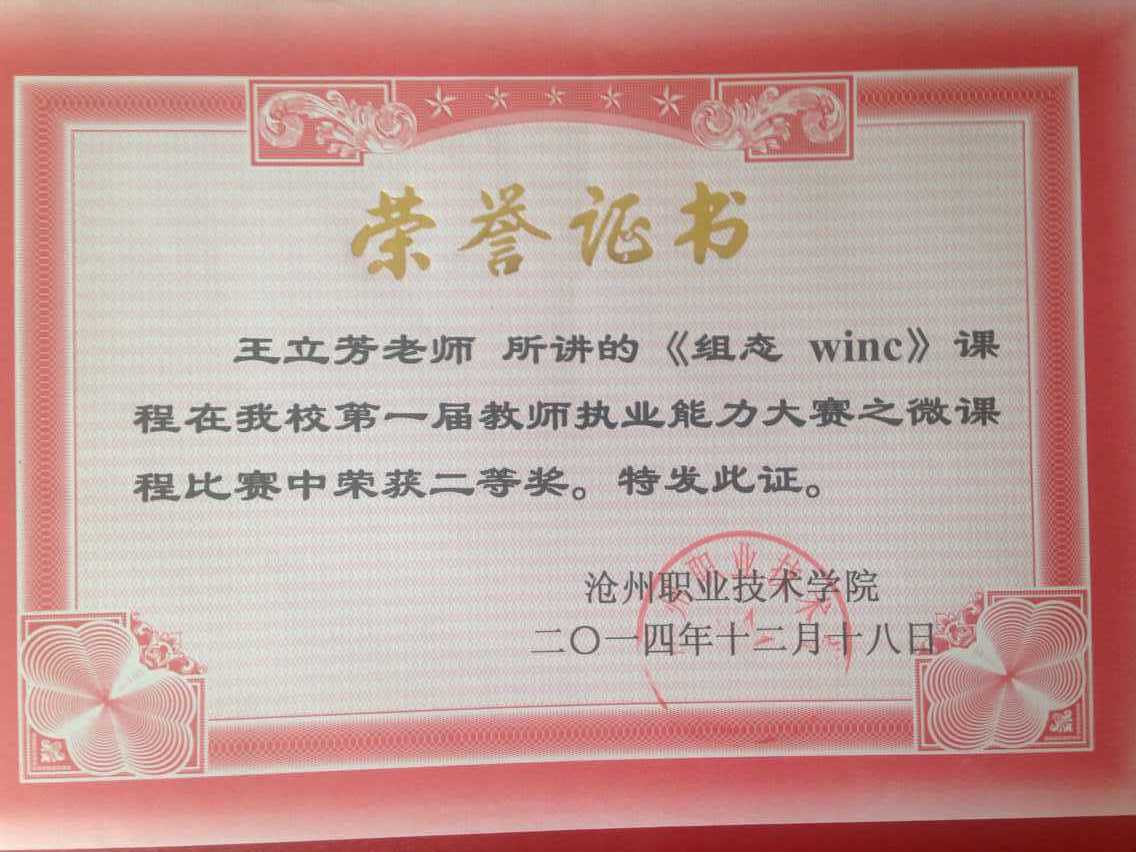 荣誉证书
王立芳老师 所讲的《组态 winc》课
程在我校第一届教师执业能力大赛之微课
程比赛中荣获二等奖。特发此证。
沧州职业技术学院
二〇一四年十二月十八日